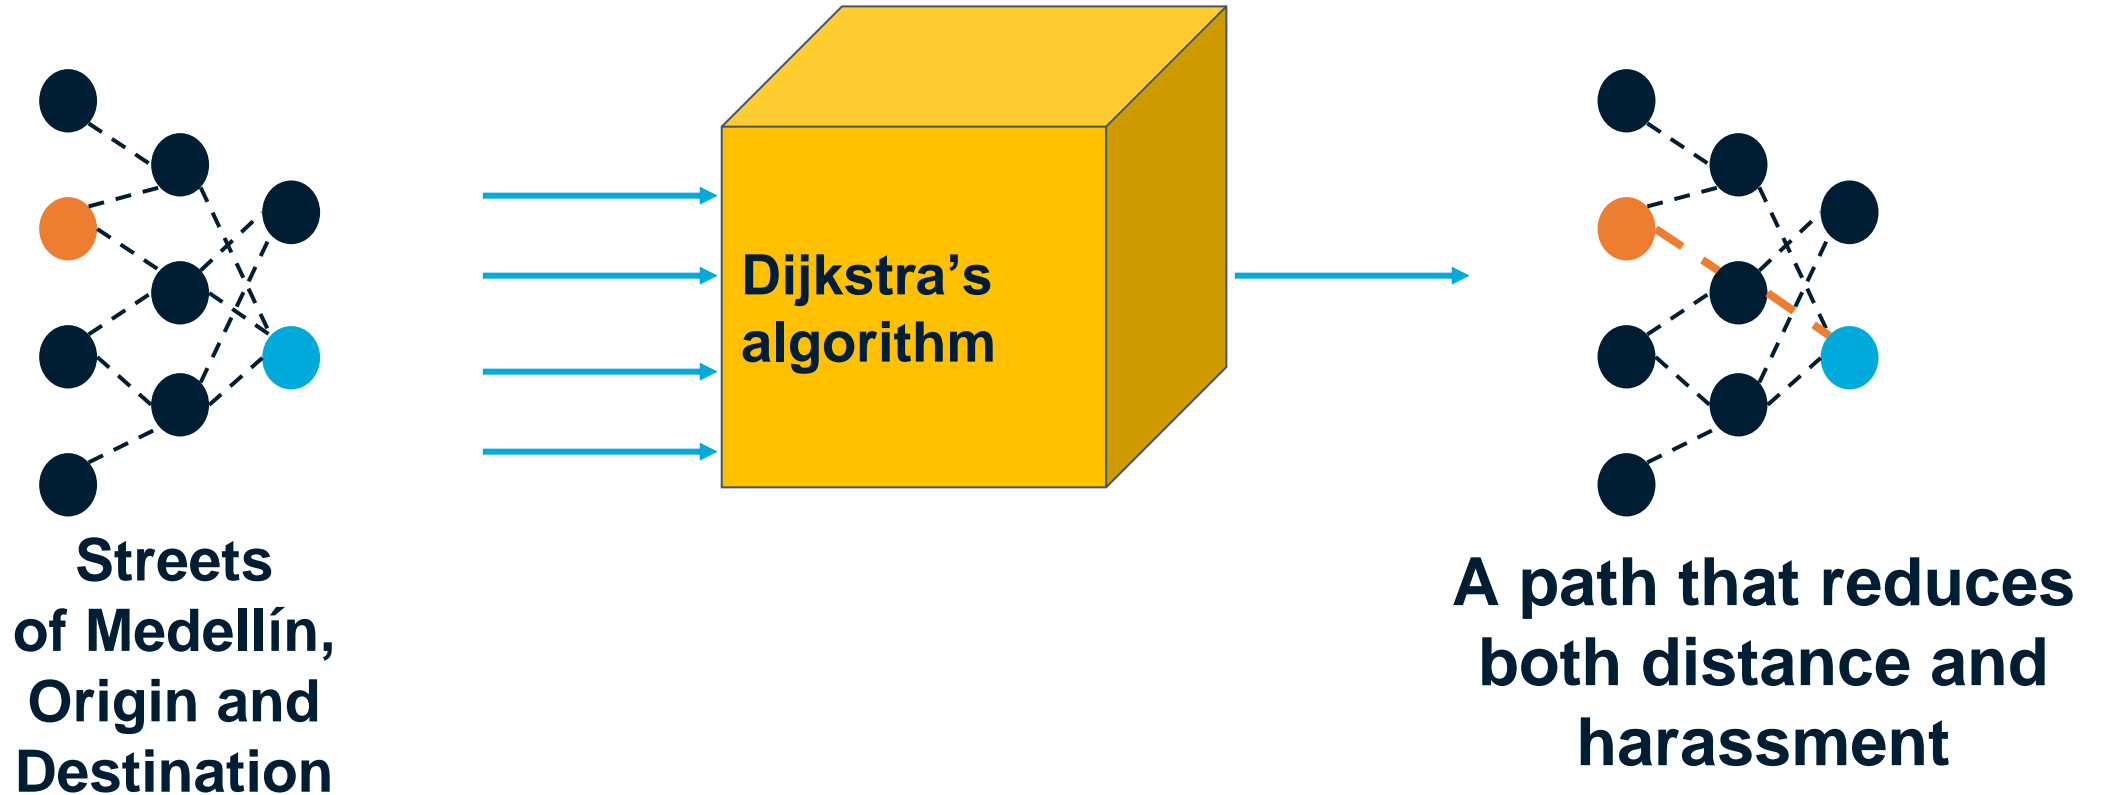 Dijkstra’s
algorithm
Streets
of Medellín,
Origin and
Destination
A path that reduces
both distance and
harassment